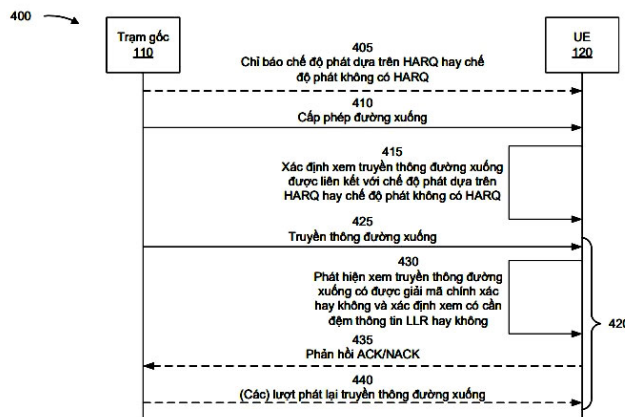 400
Trạm gốc
110
UE
120
405
Chỉ báo chế độ phát dựa trên HARQ hay chế
độ phát không có HARQ
410
Cấp phép đường xuống
415
Xác định xem truyền thông đường xuống
được liên kết với chế độ phát dựa trên
HARQ hay chế độ phát không có HARQ
425
Truyền thông đường xuống
430
Phát hiện xem truyền thông đường
xuống có được giải mã chính xác
hay không và xác định xem có cần
đệm thông tin LLR hay không
420
435
Phản hồi ACK/NACK
440
(Các) lượt phát lại truyền thông đường xuống